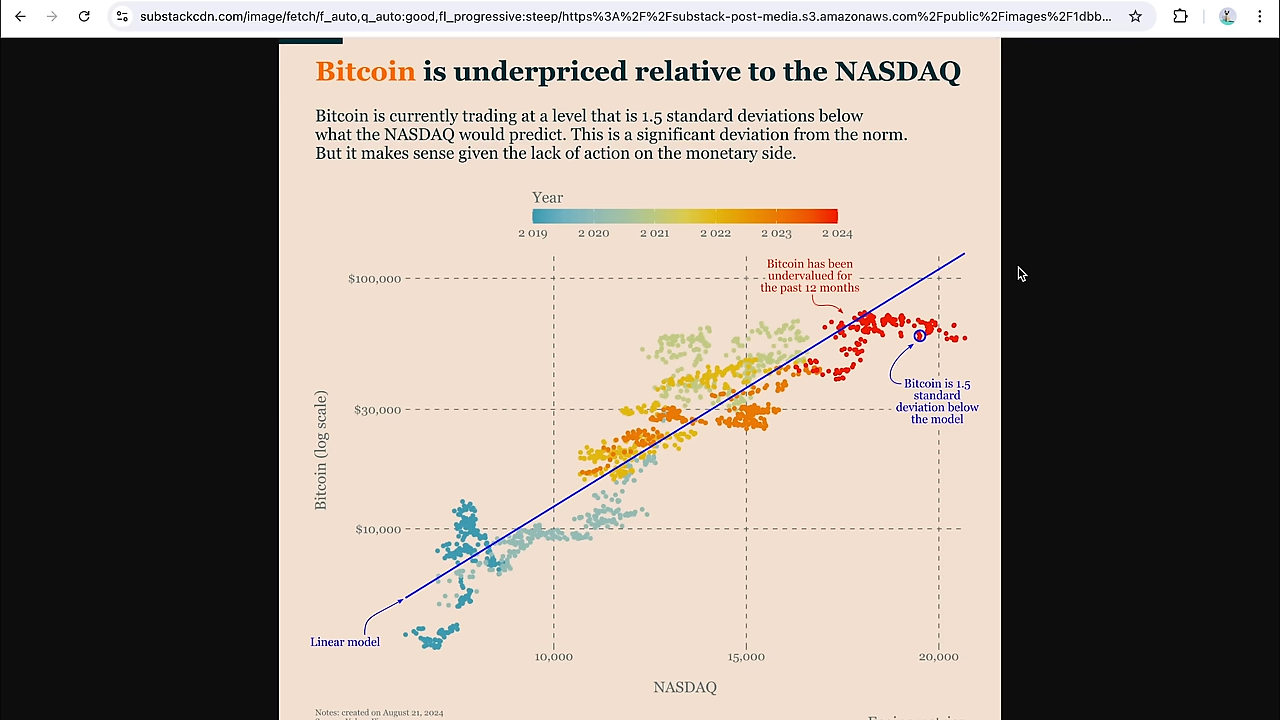 substackcdn.com/image/fetch/f_auto,q_auto:good,fl_progressive:steep/https%3A%2F%2Fsubstack-post-media.s3.amazonaws.com%2Fpublic%2Fimages%2F1dbb...
Bitcoin is underpriced relative to the NASDAQ
Bitcoin is currently trading at a level that is 1.5 standard deviations below
what the NASDAQ would predict. This is a significant deviation from the norm.
But it makes sense given the lack of action on the monetary side.
Year
2 019 2 020 2 021 2 022 2 023 2 024
Bitcoin has been
undervalued for
the past 12 months
$100,000
Bitcoin is 1.5
standard
deviation below
the model
$30,000
Bitcoin (log scale)
$10,000
Linear model
10,000 15,000 20,000
NASDAQ
Notes: created on August 21, 2024